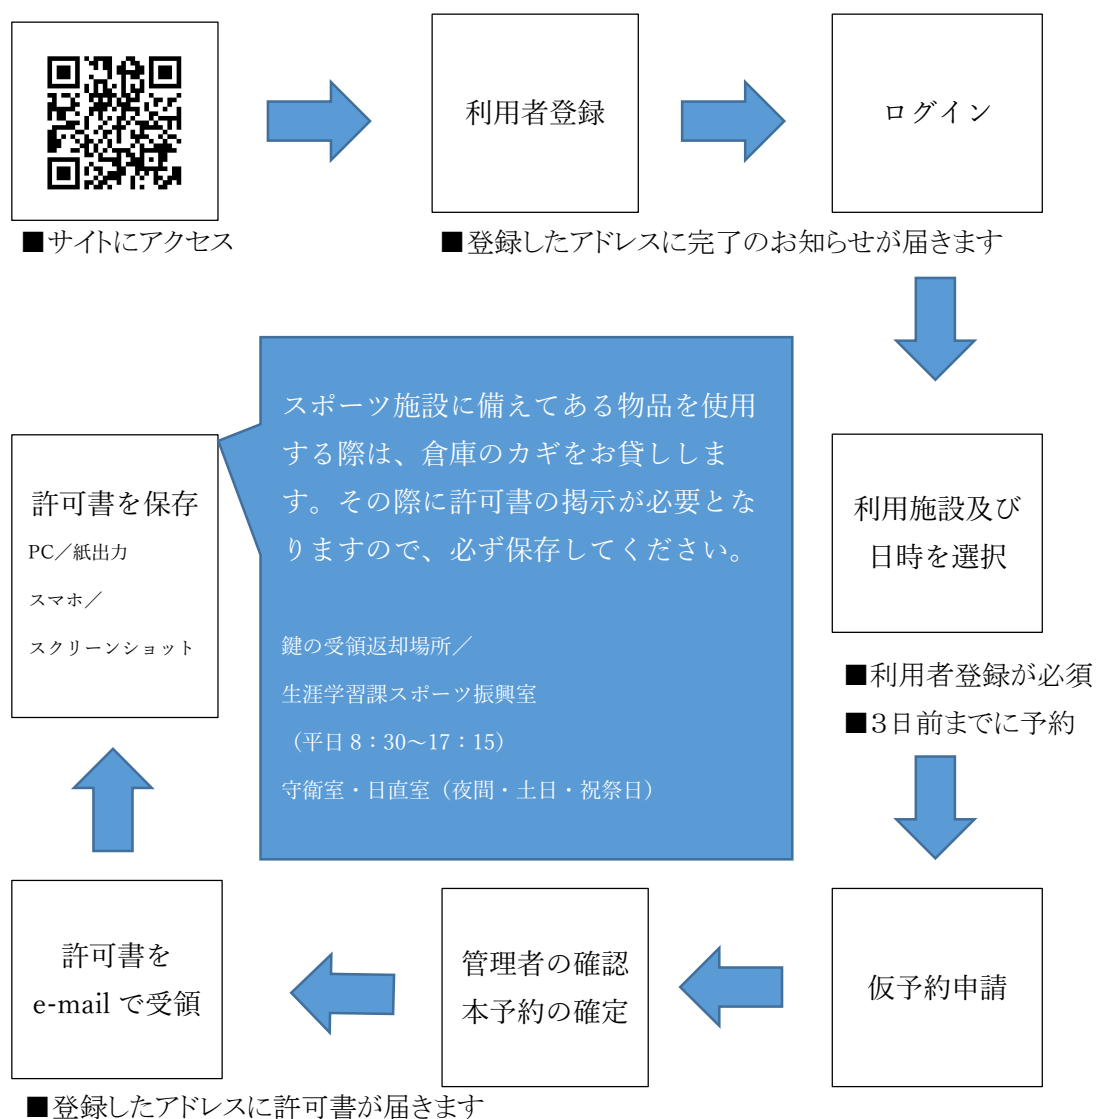 利用者登録
ログイン
■サイトにアクセス
■登録したアドレスに完了のお知らせが届きます
利用施設及び
日時を選択
■利用者登録が必須
■3日前までに予約
仮予約申請
管理者の確認
本予約の確定
許可書を
e-mail で受領
■登録したアドレスに許可書が届きます
許可書を保存
PC／紙出力
スマホ／
スクリーンショット
スポーツ施設に備えてある物品を使用
する際は、倉庫のカギをお貸ししま
す。その際に許可書の掲示が必要とな
りますので、必ず保存してください。
鍵の受領返却場所／
生涯学習課スポーツ振興室
（平日 8：30～17：15）
守衛室・日直室（夜間・土日・祝祭日）